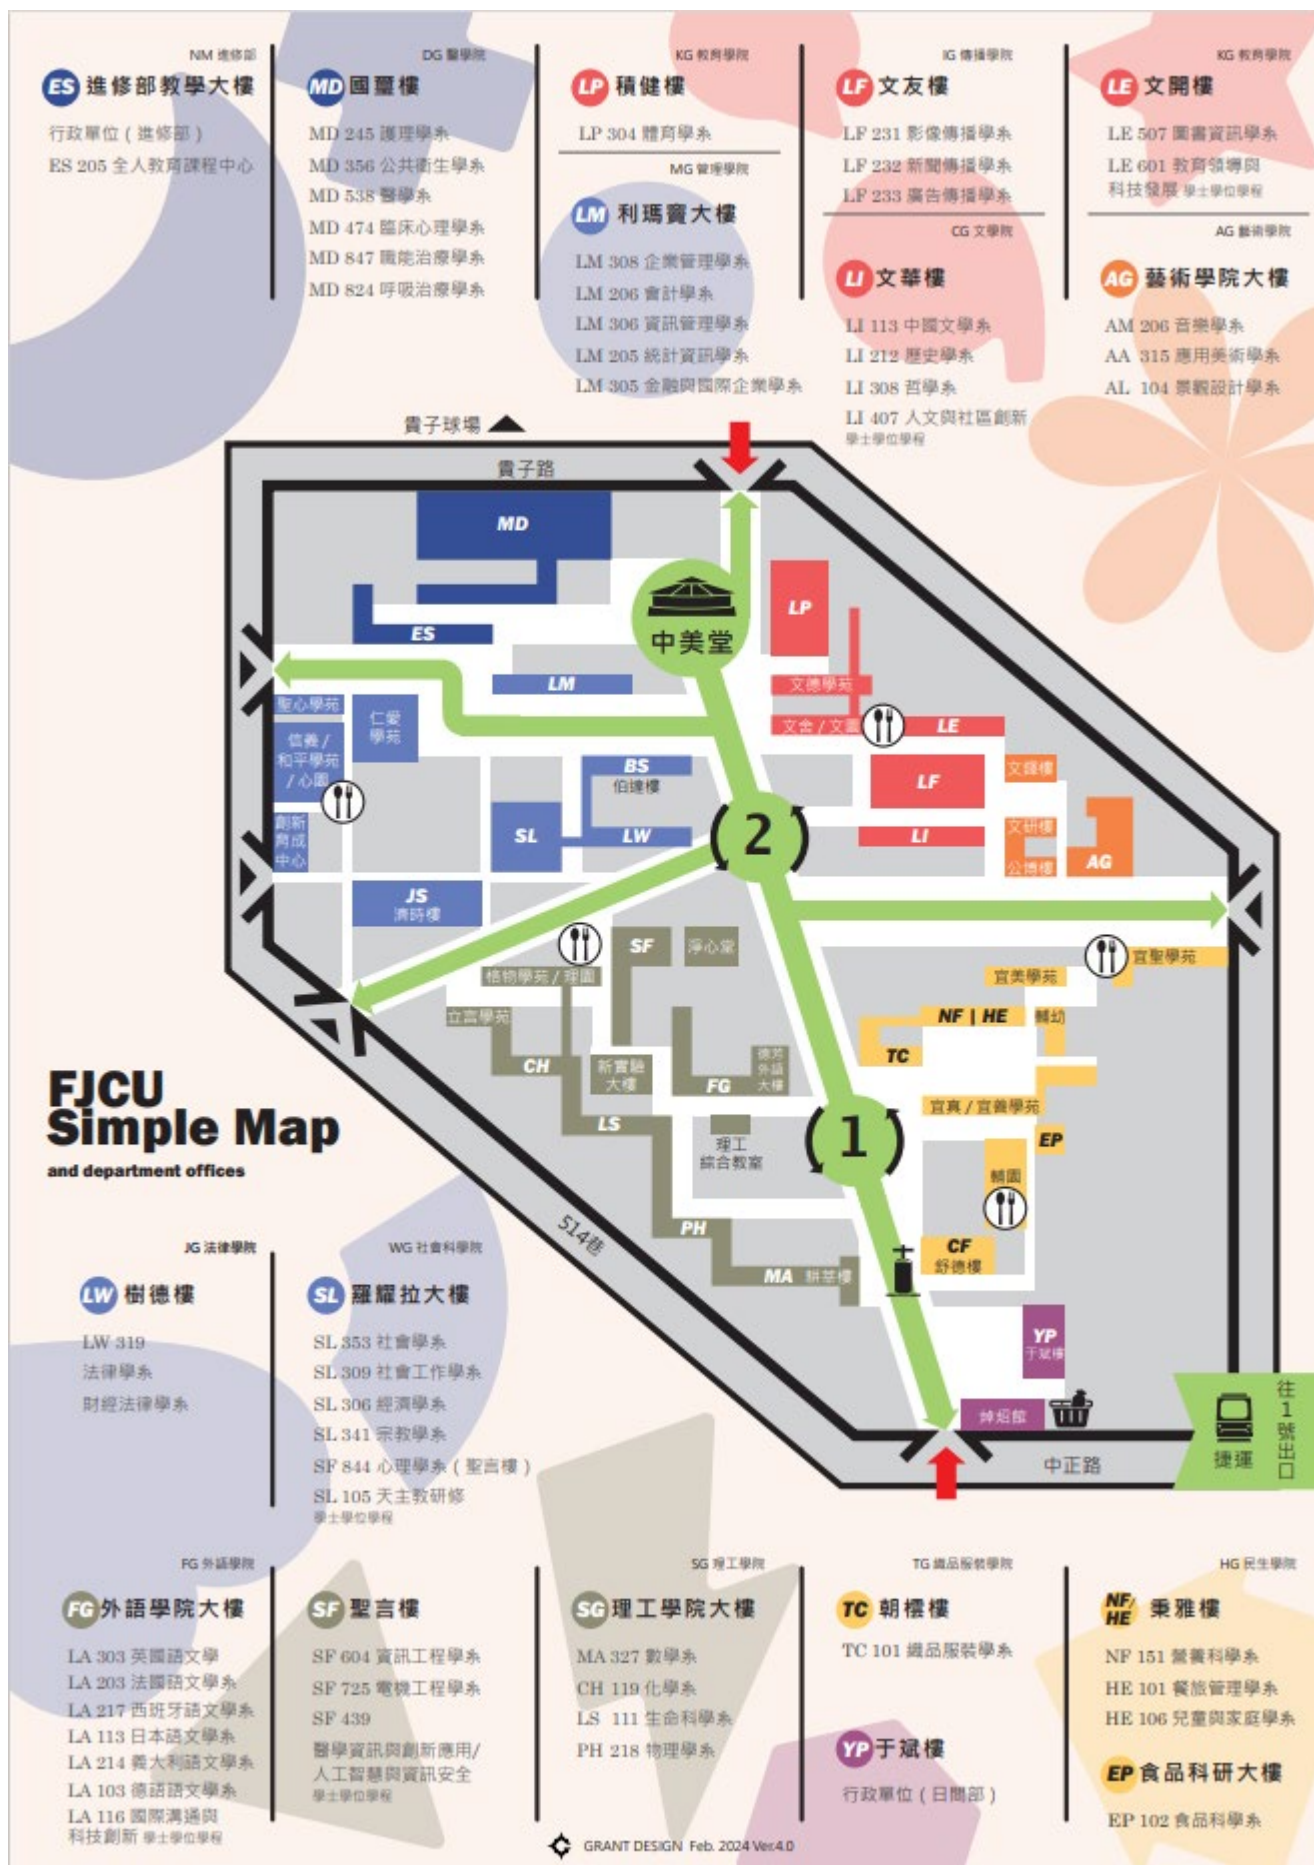 NM 進修部
ES 進修部教學大樓
行政單位 ( 進修部 )
ES 205 全人教育課程中心
DG 醫學院
MD 國璽樓
MD 245 護理學系
MD 356 公共衛生學系
MD 538 醫學系
MD 474 臨床心理學系
MD 847 職能治療學系
MD 824 呼吸治療學系
KG 教育學院
LP 積健樓
LP 304 體育學系
MG 管理學院
LM 利瑪竇大樓
LM 308 企業管理學系
LM 206 會計學系
LM 306 資訊管理學系
LM 205 統計資訊學系
LM 305 金融與國際企業學系
IG 傳播學院
LF 文友樓
LF 231 影像傳播學系
LF 232 新聞傳播學系
LF 233 廣告傳播學系
CG 文學院
LI 文華樓
LI 113 中國文學系
LI 212 歷史學系
LI 308 哲學系
LI 407 人文與社區創新
學士學位學程
KG 教育學院
LE 文開樓
LE 507 圖書資訊學系
LE 601 教育領導與
科技發展 學士學位學程
AG 藝術學院
AG 藝術學院大樓
AM 206 音樂學系
AA 315 應用美術學系
AL 104 景觀設計學系
貴子球場
貴子路
MD
中美堂
LP
ES
LM
文德學苑
聖心學苑
仁愛
學苑
文舍 / 文園
LE
信義 /
和平學苑
/ 心園
BS
伯達樓
LF
文鐸樓
創新
育成
中心
SL
LW
2
LI
文研樓
公博樓
AG
JS
濟時樓
SF
淨心堂
宜聖學苑
格物學苑 / 理園
宜美學苑
立言學苑
NF | HE
輔幼
TC
CH
新實驗
大樓
FG
德芳
外語
大樓
宜真 / 宜善學苑
LS
1
EP
理工
綜合教室
輔園
514巷
PH
CF
舒德樓
MA 耕莘樓
YP
于斌樓
焯炤館
中正路
捷運
往1號出口
FJCU
Simple Map
and department offices
JG 法律學院
LW 樹德樓
LW 319
法律學系
財經法律學系
WG 社會科學院
SL 羅耀拉大樓
SL 353 社會學系
SL 309 社會工作學系
SL 306 經濟學系
SL 341 宗教學系
SF 844 心理學系 ( 聖言樓 )
SL 105 天主教研修
學士學位學程
FG 外語學院
FG 外語學院大樓
LA 303 英國語文學
LA 203 法國語文學系
LA 217 西班牙語文學系
LA 113 日本語文學系
LA 214 義大利語文學系
LA 103 德語語文學系
LA 116 國際溝通與
科技創新 學士學位學程
SF 聖言樓
SF 604 資訊工程學系
SF 725 電機工程學系
SF 439
醫學資訊與創新應用/
人工智慧與資訊安全
學士學位學程
SG 理工學院
SG 理工學院大樓
MA 327 數學系
CH 119 化學系
LS 111 生命科學系
PH 218 物理學系
TG 織品服裝學院
TC 朝橒樓
TC 101 織品服裝學系
YP 于斌樓
行政單位 ( 日間部 )
HG 民生學院
NF/
HE 秉雅樓
NF 151 營養科學系
HE 101 餐旅管理學系
HE 106 兒童與家庭學系
EP 食品科研大樓
EP 102 食品科學系
GRANT DESIGN Feb. 2024 Ver.4.0